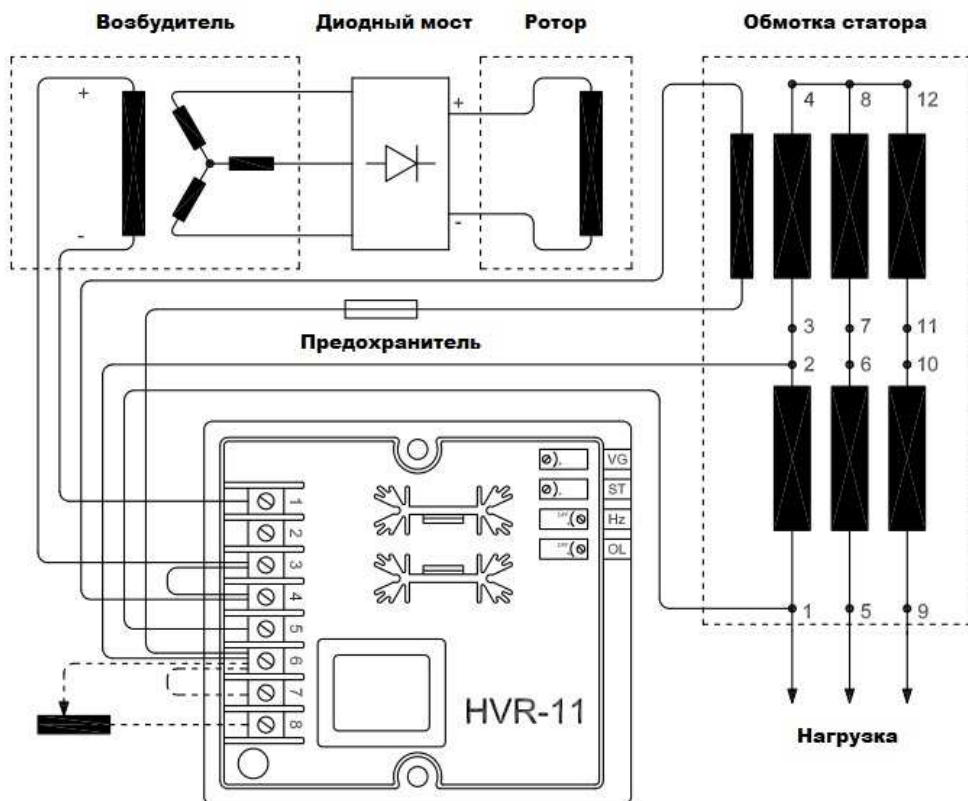 Возбудитель
Диодный мост
Ротор
Обмотка статора
+
-
+
-
4 8 12
3 7 11
2 6 10
1 5 9
Предохранитель
VG
ST
Hz
OL
1
2
3
4
5
6
7
8
HVR-11
Нагрузка